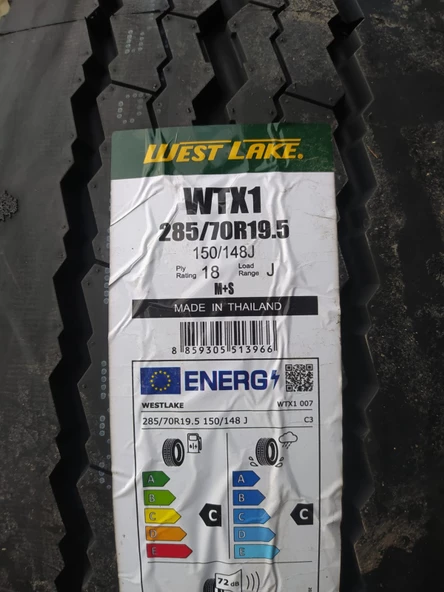 WEST LAKE®
WTX1
285/70R19.5
150/148J
Ply Rating 18 Load Range J
M+S
MADE IN THAILAND
8 859305 513966
ENERG
WESTLAKE WTX1 007
285/70R19.5 150/148 J C3
A A
B B
C C C C
D D
E E
72 dB